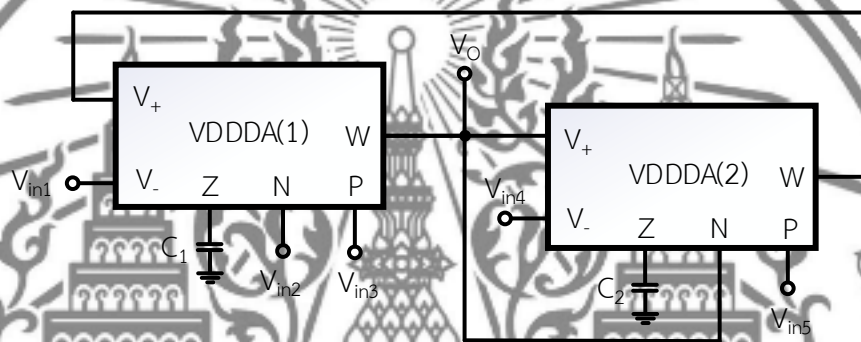 V+
VDDDA(1)
W
Vin1
V-
Z
N
P
C1
Vin2
Vin3
VO
V+
VDDDA(2)
W
Vin4
V-
Z
N
P
C2
Vin5